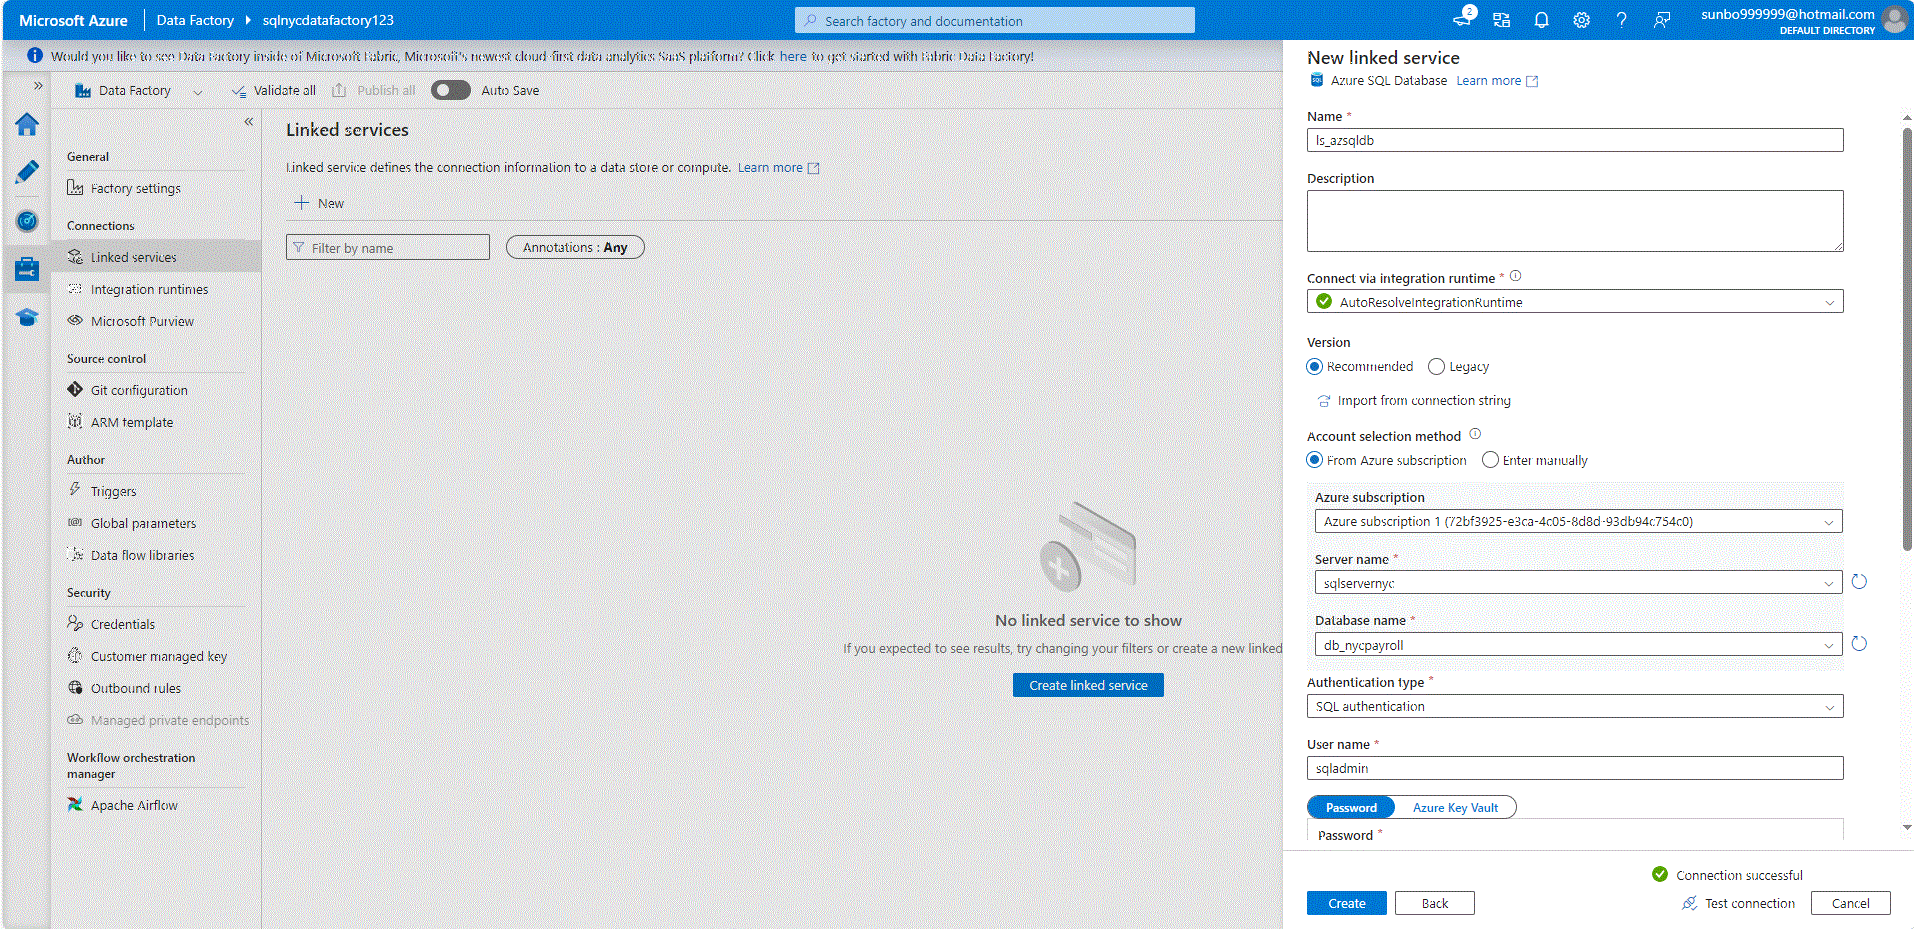 Microsoft Azure
Data Factory
sqlnycdatafactory123
Search factory and documentation
2
sunbo999999@hotmail.com
DEFAULT DIRECTORY
Would you like to see Data Factory inside of Microsoft Fabric, Microsoft's newest cloud-first data analytics SaaS platform? Click here to get started with Fabric Data Factory!
Data Factory
Validate all
Publish all
Auto Save
General
Factory settings
Connections
Linked services
Integration runtimes
Microsoft Purview
Source control
Git configuration
ARM template
Author
Triggers
Global parameters
Data flow libraries
Security
Credentials
Customer managed key
Outbound rules
Managed private endpoints
Workflow orchestration
manager
Apache Airflow
Linked services
Linked service defines the connection information to a data store or compute. Learn more
New
Filter by name
Annotations : Any
No linked service to show
If you expected to see results, try changing your filters or create a new linked
Create linked service
New linked service
Azure SQL Database Learn more
Name *
ls_azsqldb
Description
Connect via integration runtime *
AutoResolveIntegrationRuntime
Version
Recommended
Legacy
Import from connection string
Account selection method
From Azure subscription
Enter manually
Azure subscription
Azure subscription 1 (72bf3925-e3ca-4c05-8d8d-93db94c754c0)
Server name *
sqlservernyc
Database name *
db_nycpayroll
Authentication type *
SQL authentication
User name *
sqladmin
Password
Azure Key Vault
Password *
Connection successful
Create
Back
Test connection
Cancel